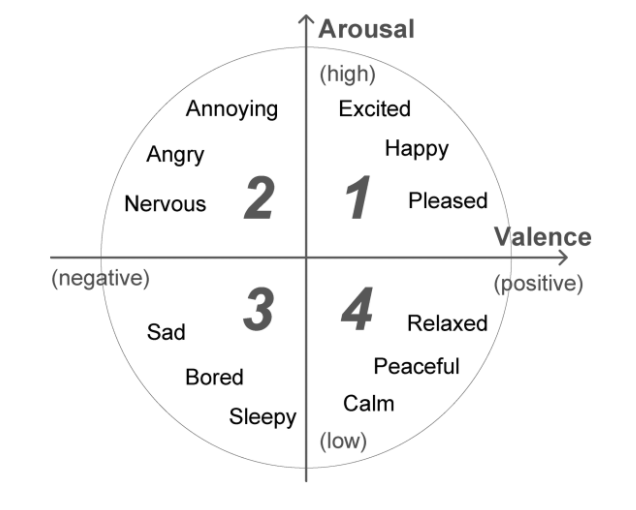 Arousal
(high)
Annoying
Excited
Angry
Happy
Nervous
2
1
Pleased
Valence
(negative)
(positive)
3
4
Sad
Relaxed
Bored
Peaceful
Sleepy
Calm
(low)